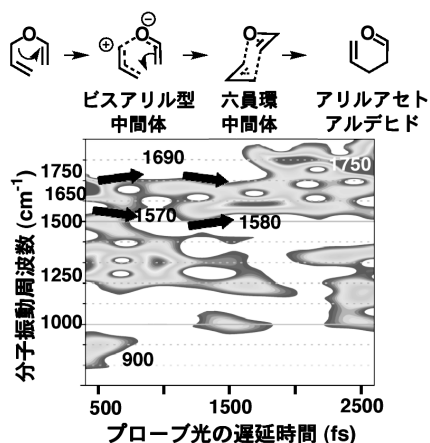 O
⊕
O
⊖
O
O
ビスアリル型
中間体
六員環
中間体
アリルアセト
アルデヒド
分子振動周波数 (cm-1)
1750
1650
1500
1250
1000
1690
1570
1580
1750
900
500
1500
2500
プローブ光の遅延時間 (fs)